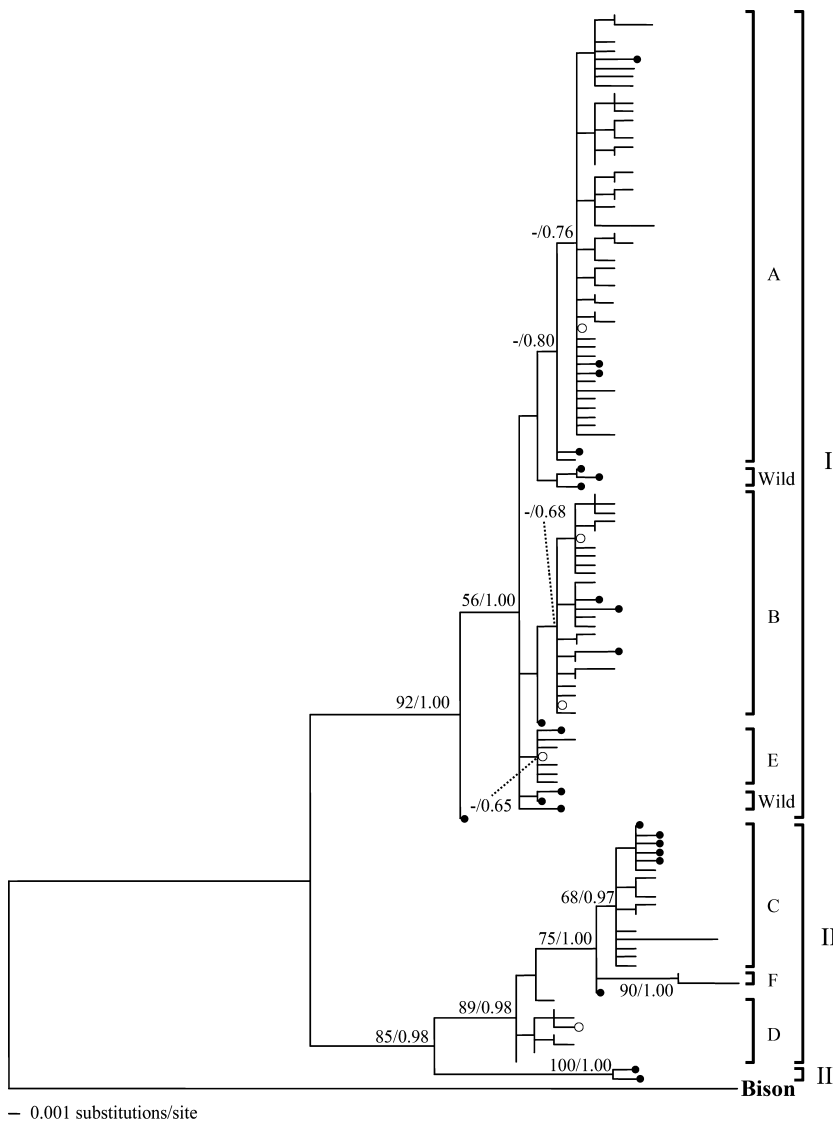 -/0.76
A
-/0.80
I
Wild
-/0.68
56/1.00
B
92/1.00
E
-/0.65
Wild
68/0.97
C
75/1.00
II
F
90/1.00
89/0.98
D
85/0.98
100/1.00
II
Bison
0.001 substitutions/site